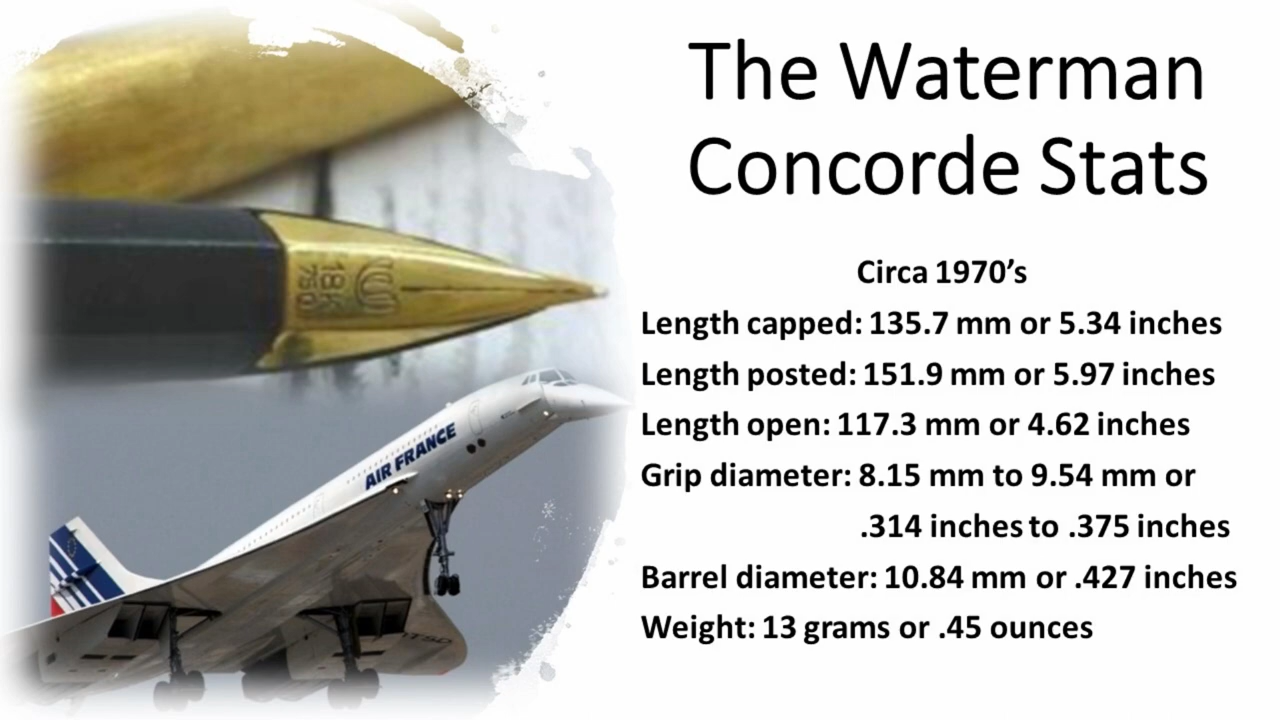 The Waterman
Concorde Stats
Circa 1970’s
Length capped: 135.7 mm or 5.34 inches
Length posted: 151.9 mm or 5.97 inches
Length open: 117.3 mm or 4.62 inches
Grip diameter: 8.15 mm to 9.54 mm or
.314 inches to .375 inches
Barrel diameter: 10.84 mm or .427 inches
Weight: 13 grams or .45 ounces
18K
750
AIR FRANCE